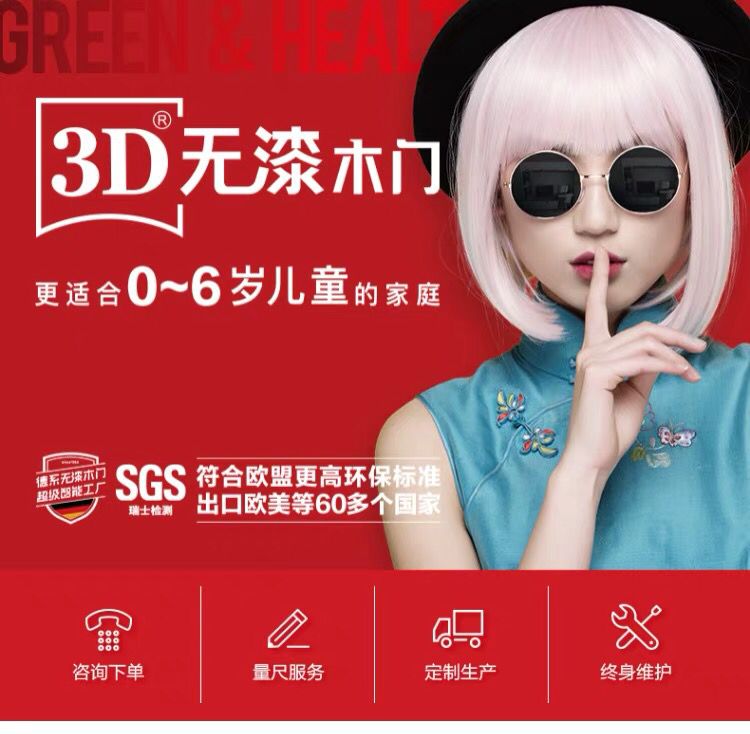 GREEN & HEALT
3D®无漆木门
更适合0~6岁儿童的家庭
德系无漆木门
超级智能工厂
SGS
瑞士检测
符合欧盟更高环保标准
出口欧美等60多个国家
咨询下单
量尺服务
定制生产
终身维护